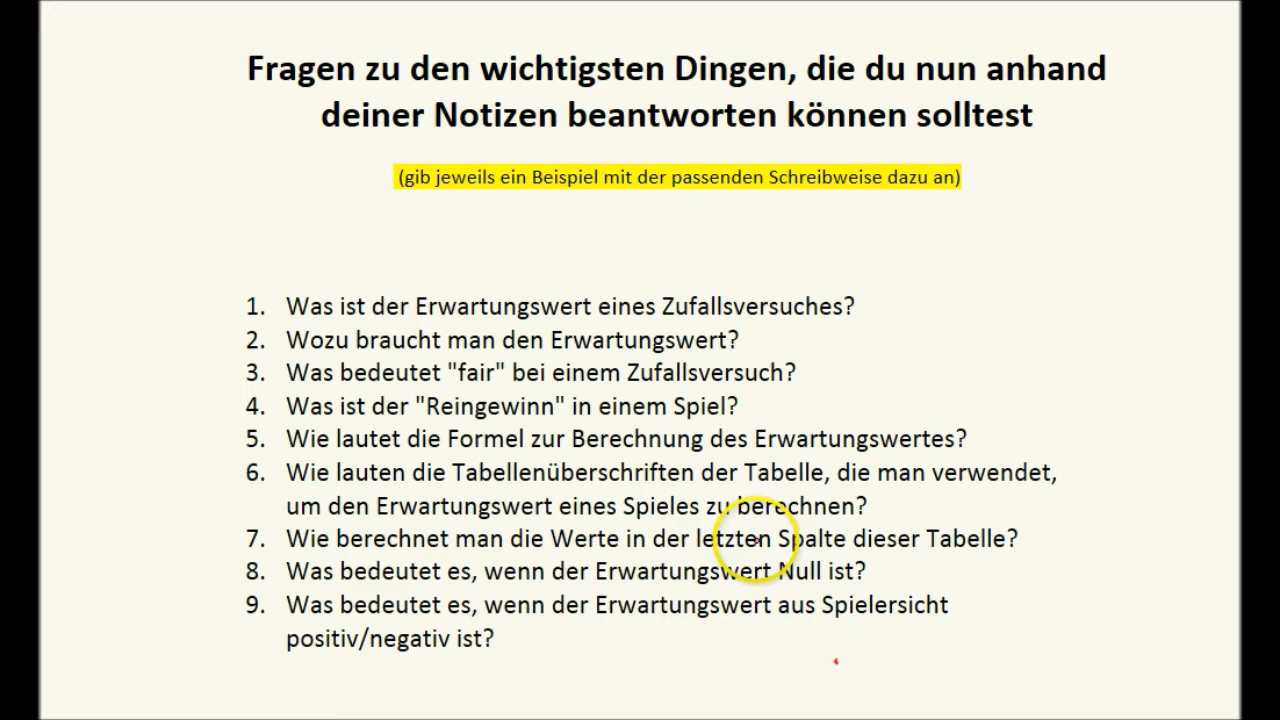 Fragen zu den wichtigsten Dingen, die du nun anhand
deiner Notizen beantworten können solltest
(gib jeweils ein Beispiel mit der passenden Schreibweise dazu an)
1. Was ist der Erwartungswert eines Zufallsversuches?
2. Wozu braucht man den Erwartungswert?
3. Was bedeutet "fair" bei einem Zufallsversuch?
4. Was ist der "Reingewinn" in einem Spiel?
5. Wie lautet die Formel zur Berechnung des Erwartungswertes?
6. Wie lauten die Tabellenüberschriften der Tabelle, die man verwendet,
um den Erwartungswert eines Spieles zu berechnen?
7. Wie berechnet man die Werte in der letzten Spalte dieser Tabelle?
8. Was bedeutet es, wenn der Erwartungswert Null ist?
9. Was bedeutet es, wenn der Erwartungswert aus Spielersicht
positiv/negativ ist?